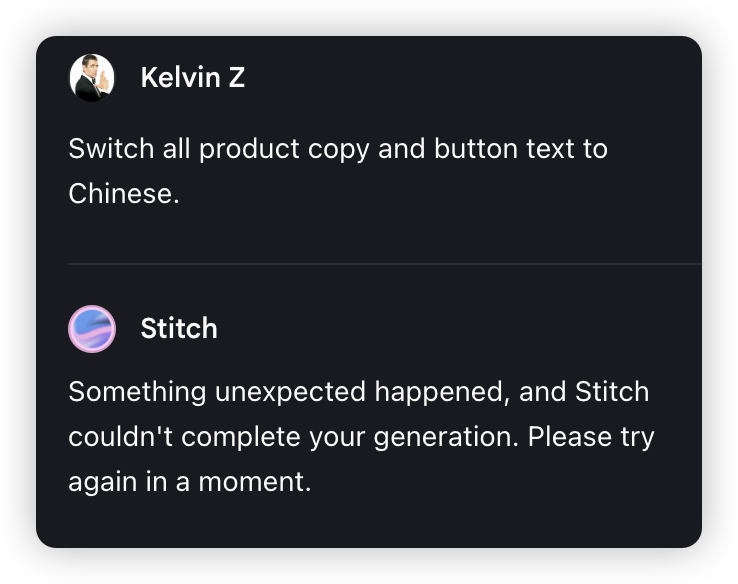 Kelvin Z
Switch all product copy and button text to
Chinese.
Stitch
Something unexpected happened, and Stitch
couldn't complete your generation. Please try
again in a moment.